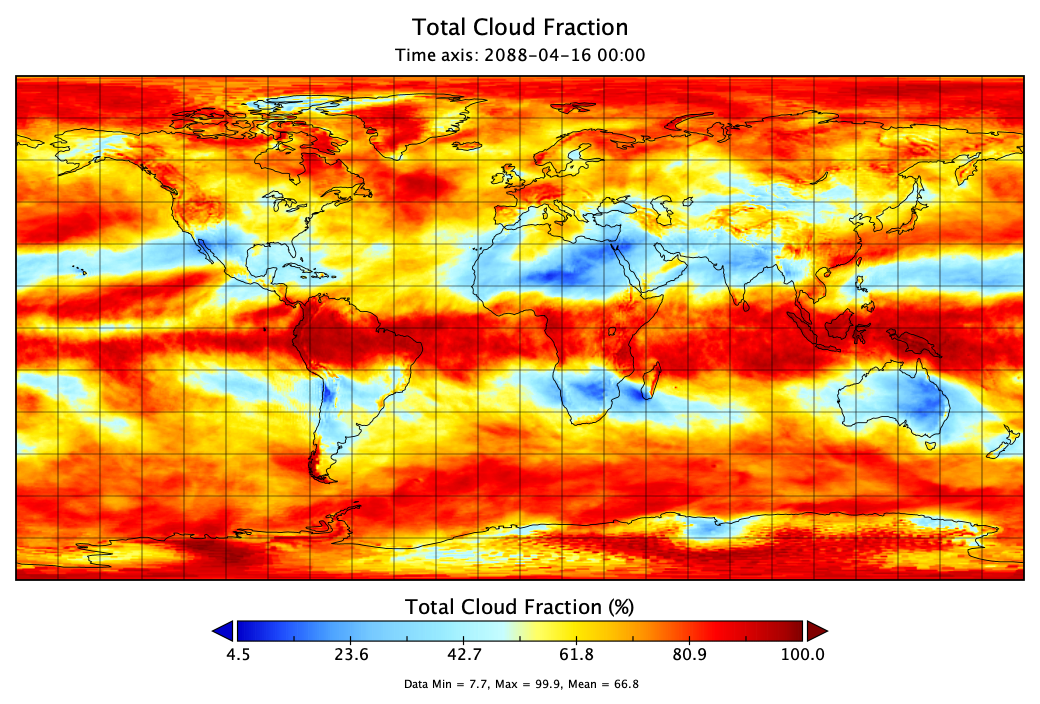 Total Cloud Fraction
Time axis: 2088-04-16 00:00
Total Cloud Fraction (%)
4.5 23.6 42.7 61.8 80.9 100.0
Data Min = 7.7, Max = 99.9, Mean = 66.8